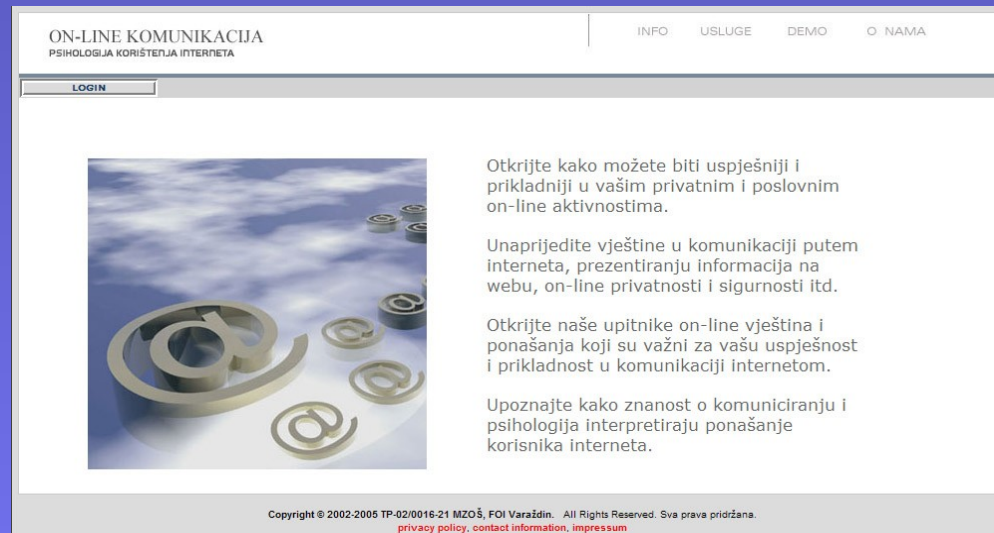 ON-LINE KOMUNIKACIJA
PSIHOLOGIJA KORIŠTENJA INTERNETA
INFO USLUGE DEMO O NAMA
LOGIN
Otkrijte kako možete biti uspješniji i
prikladniji u vašim privatnim i poslovnim
on-line aktivnostima.
Unaprijedite vještine u komunikaciji putem
interneta, prezentiranju informacija na
webu, on-line privatnosti i sigurnosti itd.
Otkrijte naše upitnike on-line vještina i
ponašanja koji su važni za vašu uspješnost
i prikladnost u komunikaciji internetom.
Upoznajte kako znanost o komuniciranju i
psihologija interpretiraju ponašanje
korisnika interneta.
Copyright © 2002-2005 TP-02/0016-21 MZOŠ, FOI Varaždin. All Rights Reserved. Sva prava pridržana.
privacy policy, contact information, impressum